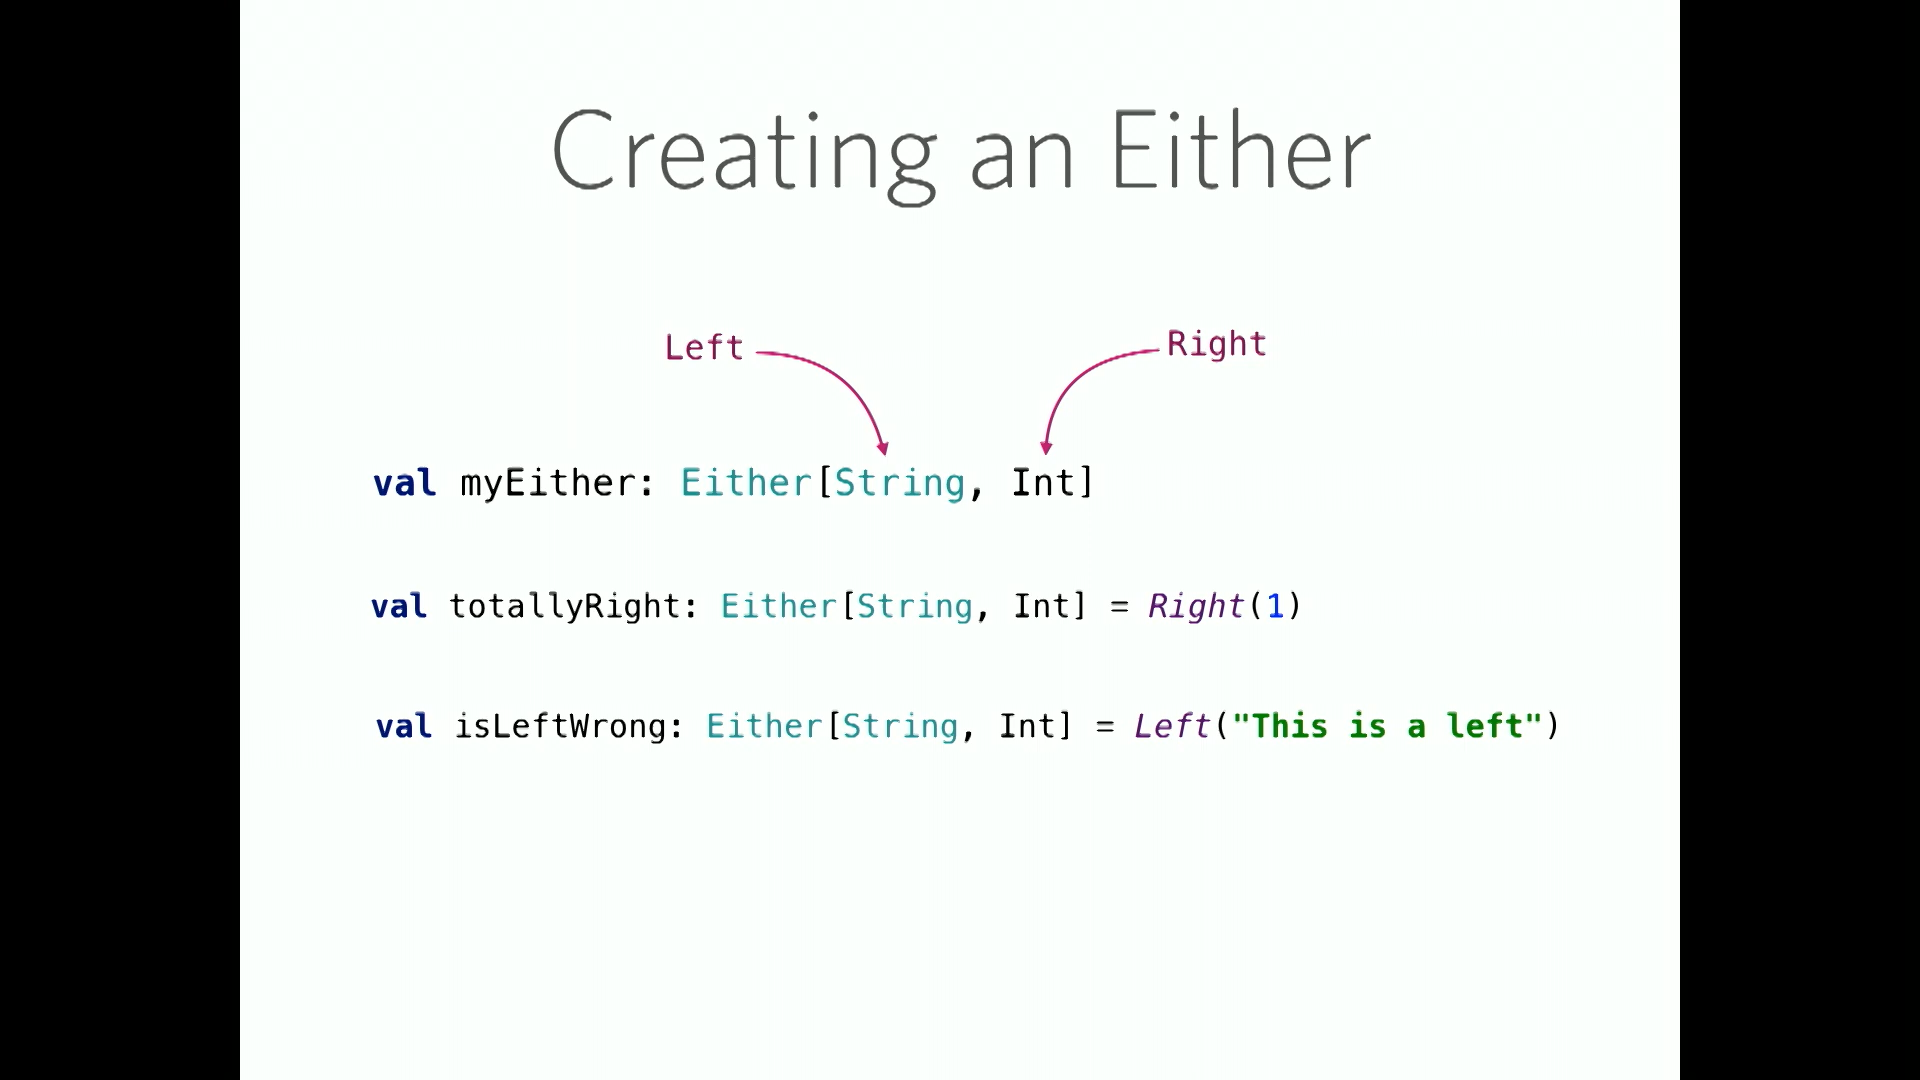 Creating an Either
Left
Right
val myEither: Either[String, Int]
val totallyRight: Either[String, Int] = Right(1)
val isLeftWrong: Either[String, Int] = Left("This is a left")